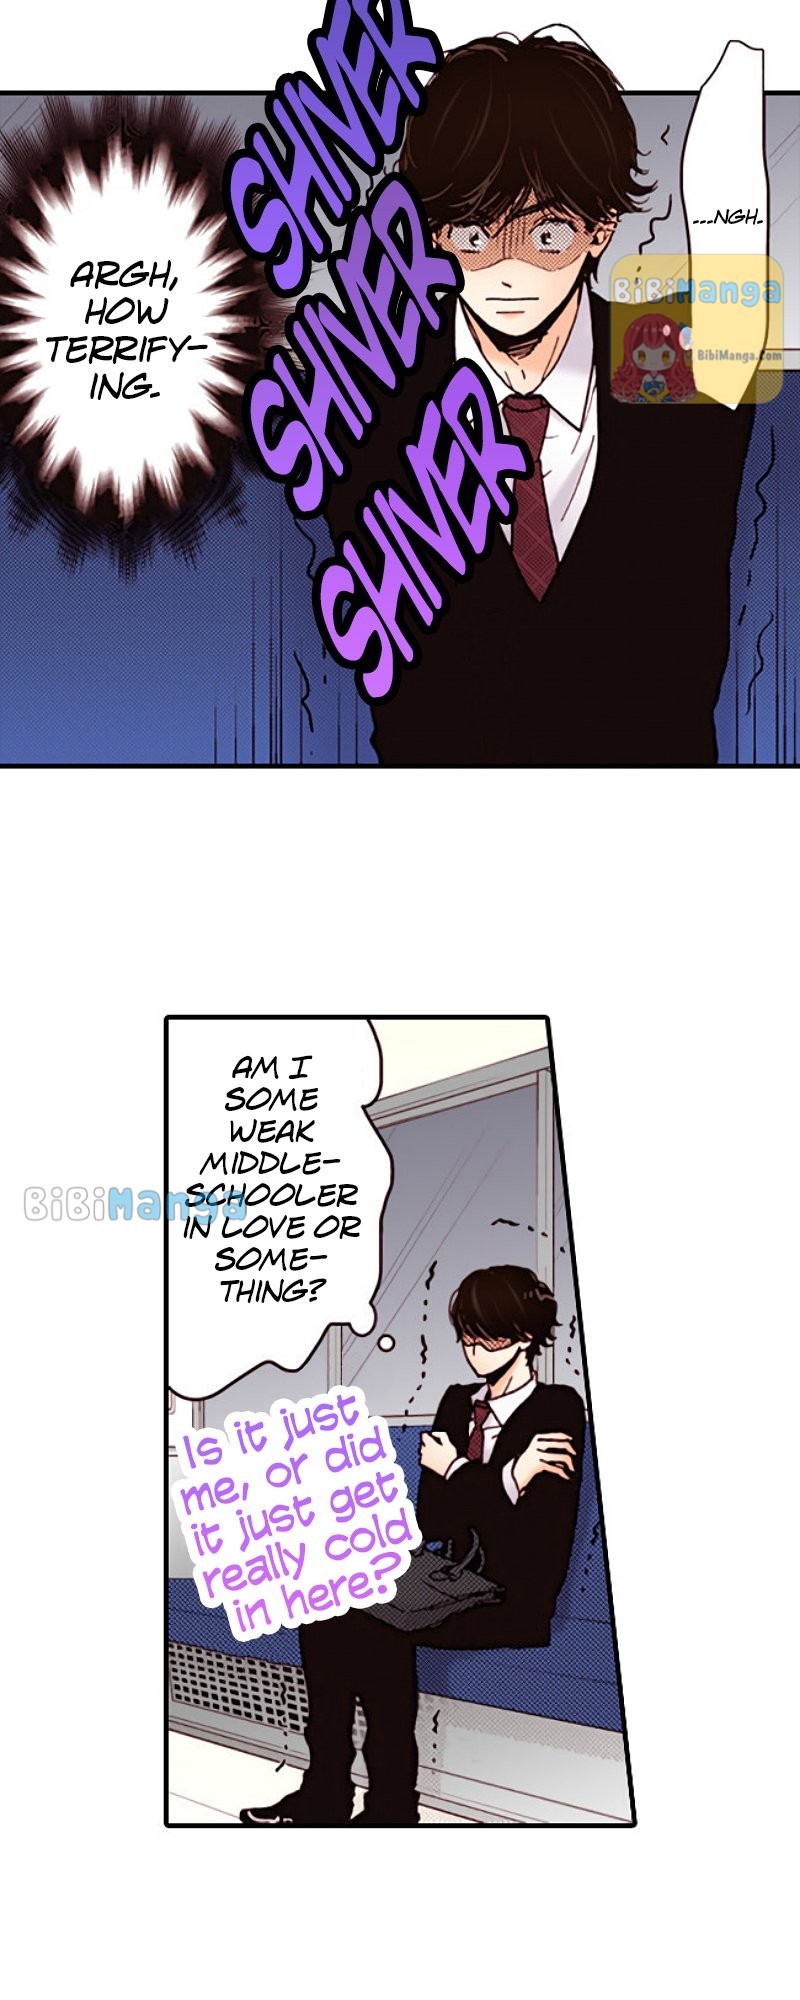 ...NGH.
BiBiManga
BibiManga.Com
SHIVER
SHIVER
SHIVER
ARGH,
HOW
TERRIFY-
ING.
AM I
SOME
WEAK
MIDDLE-
SCHOOLER
IN LOVE OR
SOME-
THING?
BiBiManga
Is it just
me, or did
it just get
really cold
in here?